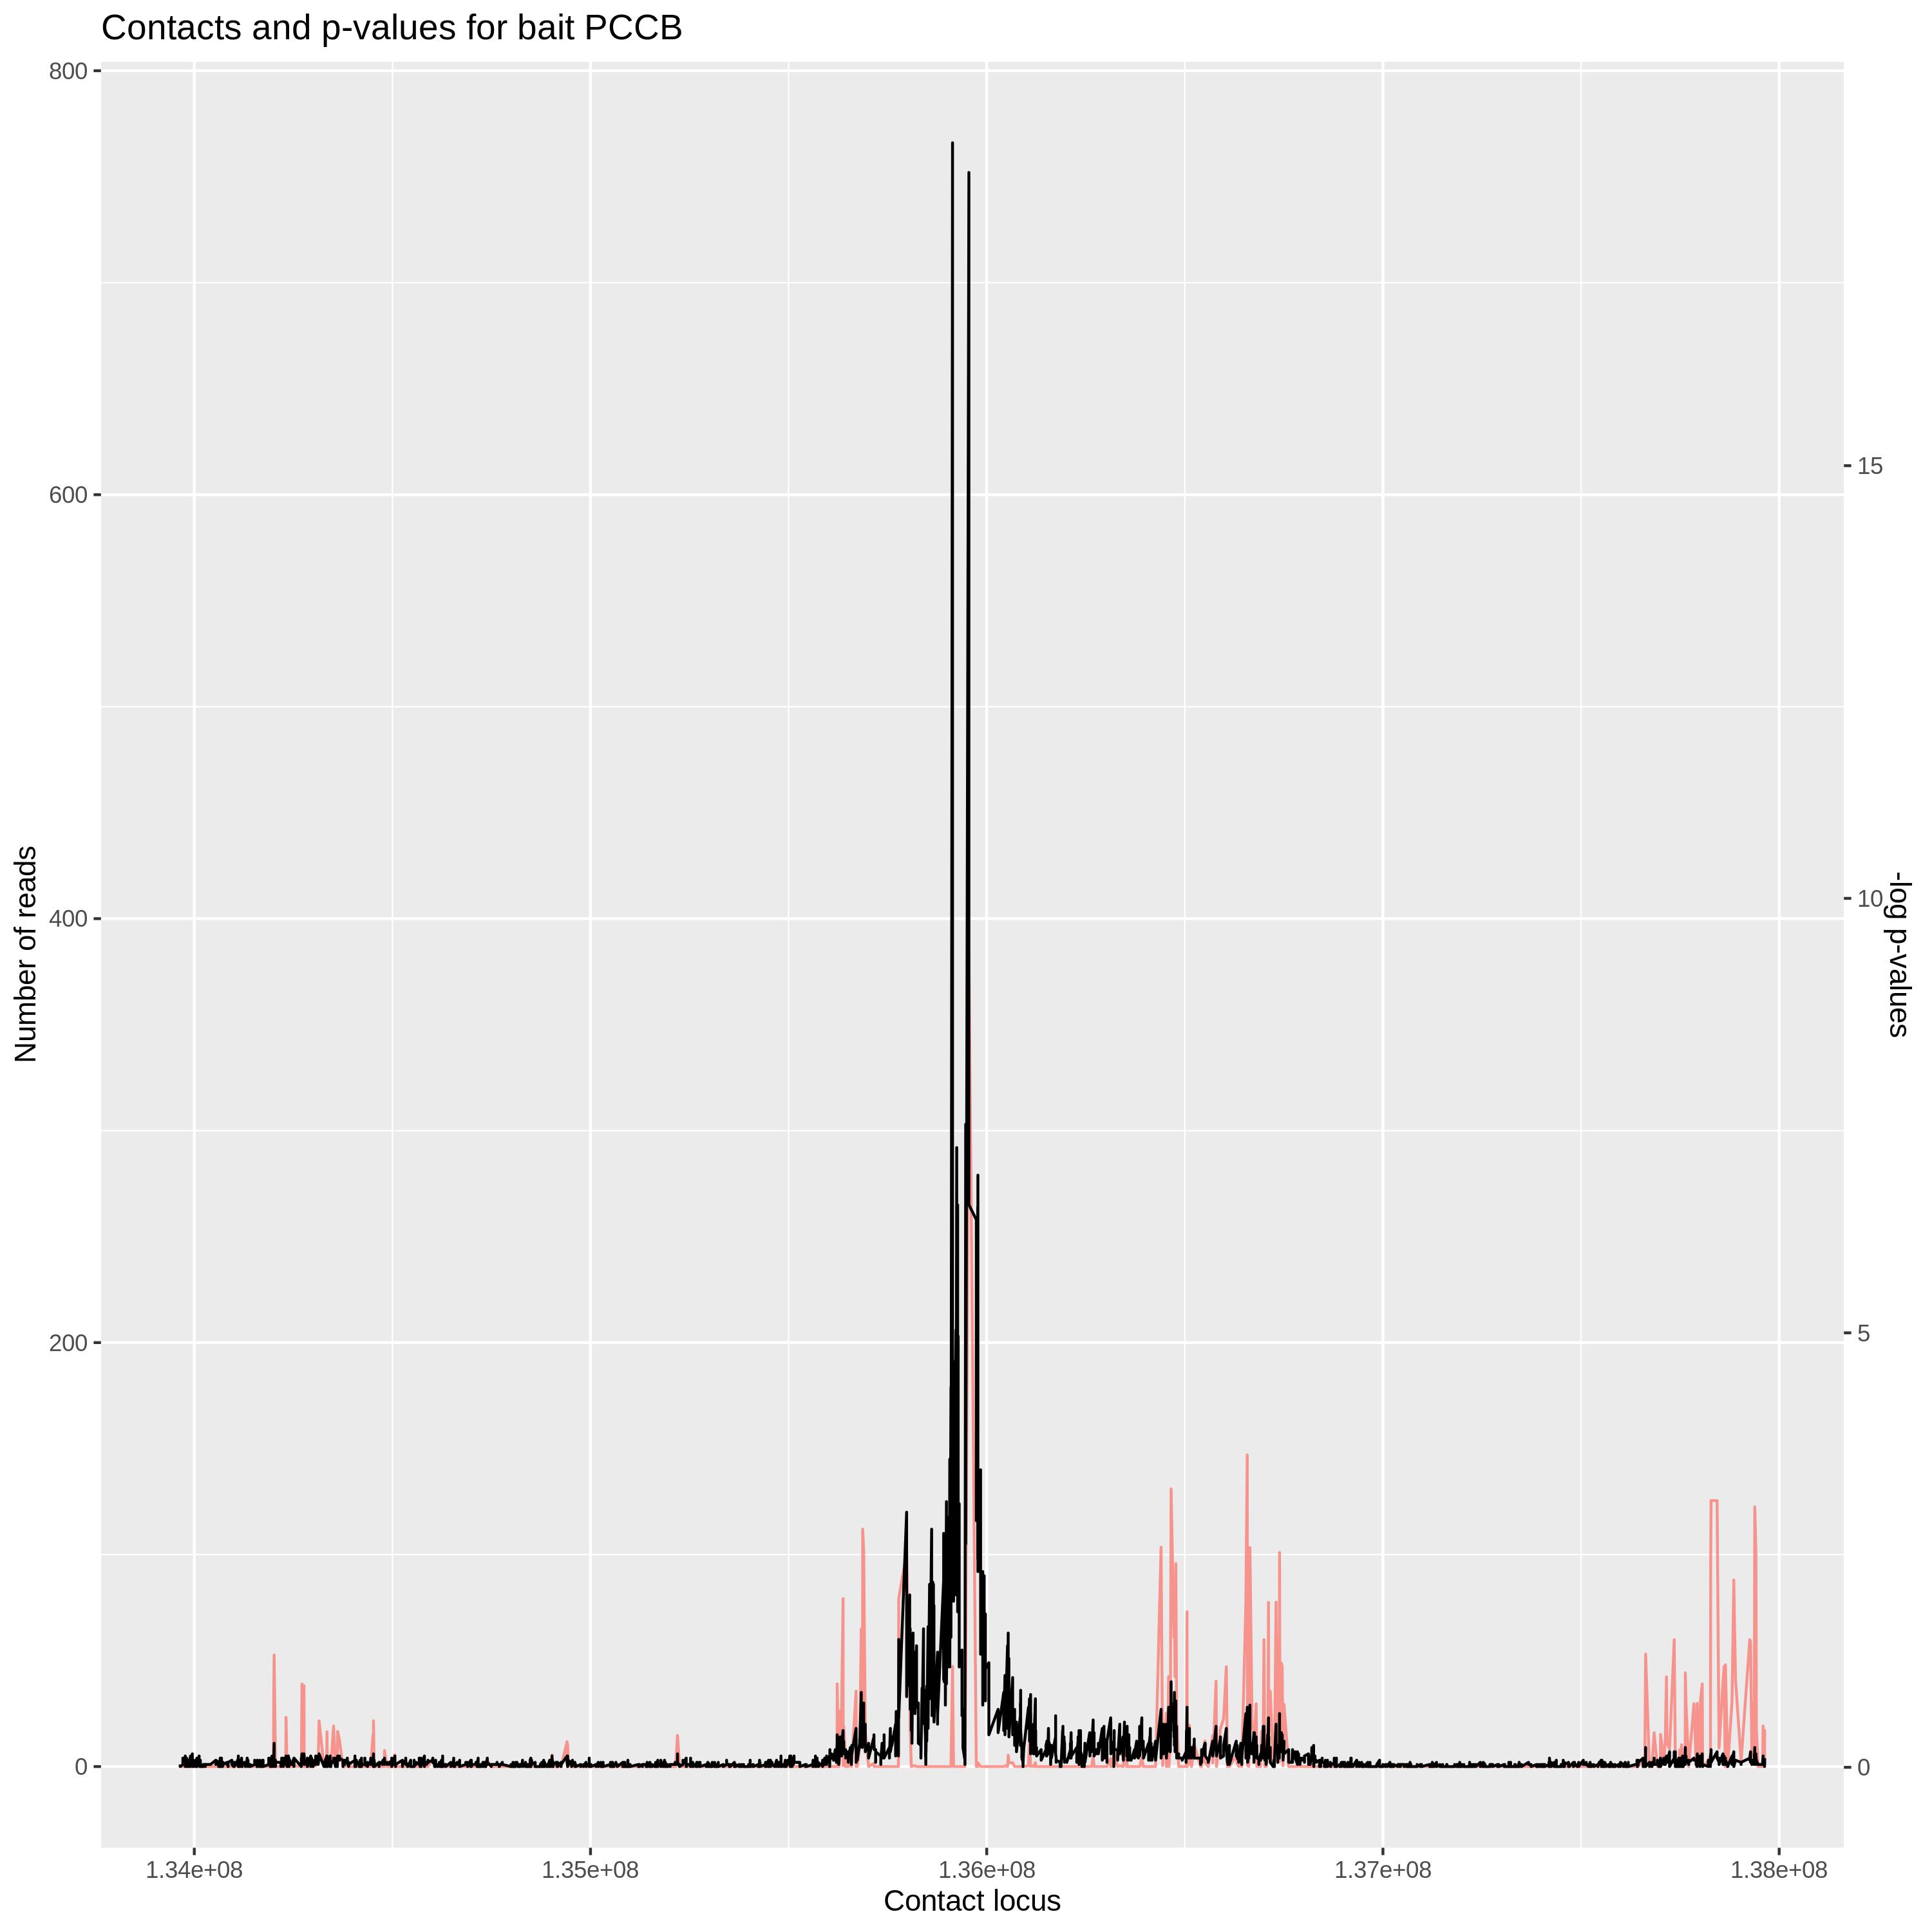 Contacts and p-values for bait PCCB
800
600
400
200
0
Number of reads
15
10
5
0
-log p-values
1.34e+08
1.35e+08
1.36e+08
1.37e+08
1.38e+08
Contact locus